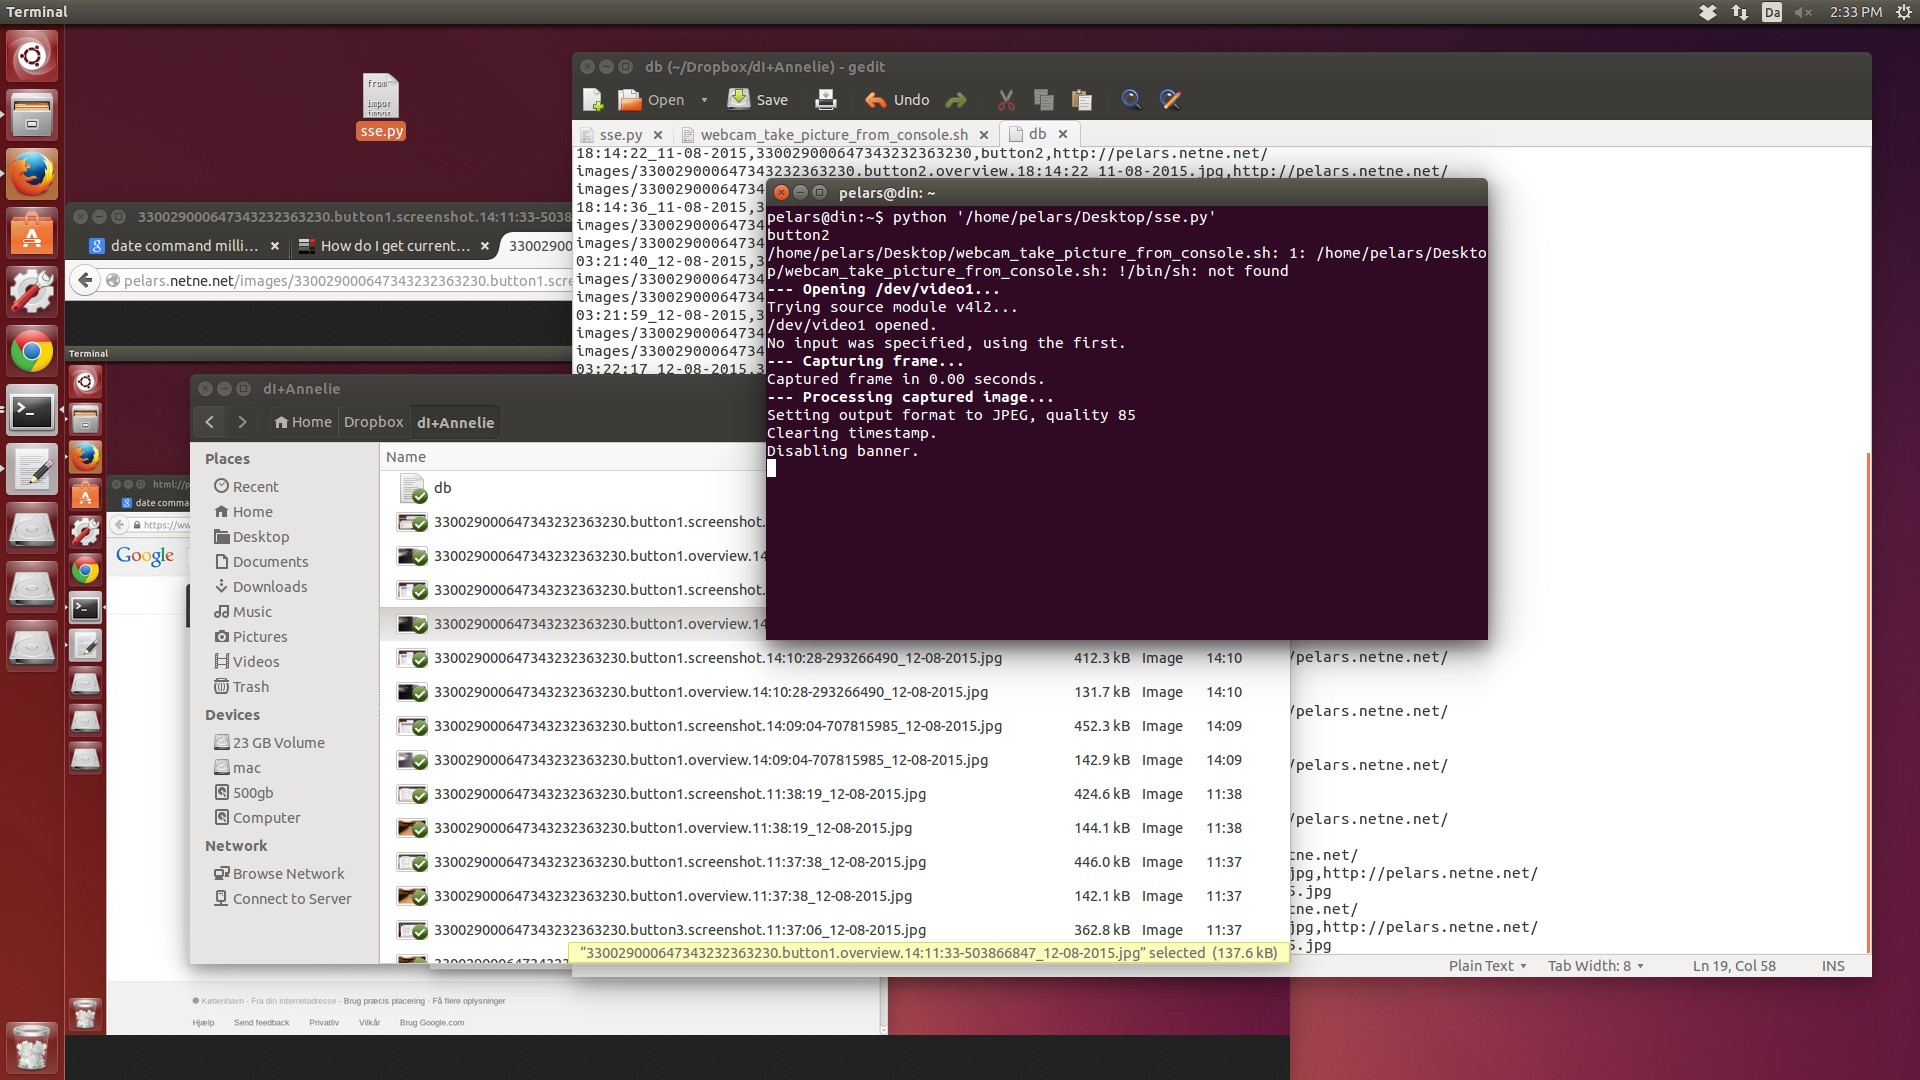 Terminal
Da
2:33 PM
from
impor
impor
sse.py
db (~/Dropbox/dI+Annelie) - gedit
Open
Save
Undo
sse.py
webcam_take_picture_from_console.sh
db
18:14:22_11-08-2015,330029000647343232363230,button2,http://pelars.netne.net/
images/330029000647343232363230.button2.overview.18:14:22_11-08-2015.jpg,http://pelars.netne.net/
images/33002900064734
18:14:36_11-08-2015,3
images/33002900064734
images/33002900064734
03:21:40_12-08-2015,3
images/33002900064734
images/33002900064734
03:21:59_12-08-2015,3
images/33002900064734
images/33002900064734
03:22:17_12-08-2015,3
pelars@din: ~
pelars@din:~$ python '/home/pelars/Desktop/sse.py'
button2
/home/pelars/Desktop/webcam_take_picture_from_console.sh: 1: /home/pelars/Deskto
p/webcam_take_picture_from_console.sh: !/bin/sh: not found
--- Opening /dev/video1...
Trying source module v4l2...
/dev/video1 opened.
No input was specified, using the first.
--- Capturing frame...
Captured frame in 0.00 seconds.
--- Processing captured image...
Setting output format to JPEG, quality 85
Clearing timestamp.
Disabling banner.
330029000647343232363230.button1.screenshot.14:11:33-5038
date command milli...
How do I get current...
33002900
pelars.netne.net/images/330029000647343232363230.button1.scre
Terminal
html://p
date comma
https://ww
Google
dI+Annelie
Home
Dropbox
dI+Annelie
Places
Recent
Home
Desktop
Documents
Downloads
Music
Pictures
Videos
Trash
Devices
23 GB Volume
mac
500gb
Computer
Network
Browse Network
Connect to Server
Name
db
330029000647343232363230.button1.screenshot.
330029000647343232363230.button1.overview.14
330029000647343232363230.button1.screenshot.
330029000647343232363230.button1.overview.14
330029000647343232363230.button1.screenshot.14:10:28-293266490_12-08-2015.jpg 412.3 kB Image 14:10
330029000647343232363230.button1.overview.14:10:28-293266490_12-08-2015.jpg 131.7 kB Image 14:10
330029000647343232363230.button1.screenshot.14:09:04-707815985_12-08-2015.jpg 452.3 kB Image 14:09
330029000647343232363230.button1.overview.14:09:04-707815985_12-08-2015.jpg 142.9 kB Image 14:09
330029000647343232363230.button1.screenshot.11:38:19_12-08-2015.jpg 424.6 kB Image 11:38
330029000647343232363230.button1.overview.11:38:19_12-08-2015.jpg 144.1 kB Image 11:38
330029000647343232363230.button1.screenshot.11:37:38_12-08-2015.jpg 446.0 kB Image 11:37
330029000647343232363230.button1.overview.11:37:38_12-08-2015.jpg 142.1 kB Image 11:37
330029000647343232363230.button3.screenshot.11:37:06_12-08-2015.jpg 362.8 kB Image 11:37
“330029000647343232363230.button1.overview.14:11:33-503866847_12-08-2015.jpg” selected (137.6 kB)
/pelars.netne.net/
/pelars.netne.net/
/pelars.netne.net/
/pelars.netne.net/
tne.net/
jpg,http://pelars.netne.net/
5.jpg
tne.net/
jpg,http://pelars.netne.net/
5.jpg
Plain Text
Tab Width: 8
Ln 19, Col 58
INS
København - Fra din internetadresse - Brug præcis placering - Få flere oplysninger
Hjælp
Send feedback
Privatliv
Vilkår
Brug Google.com